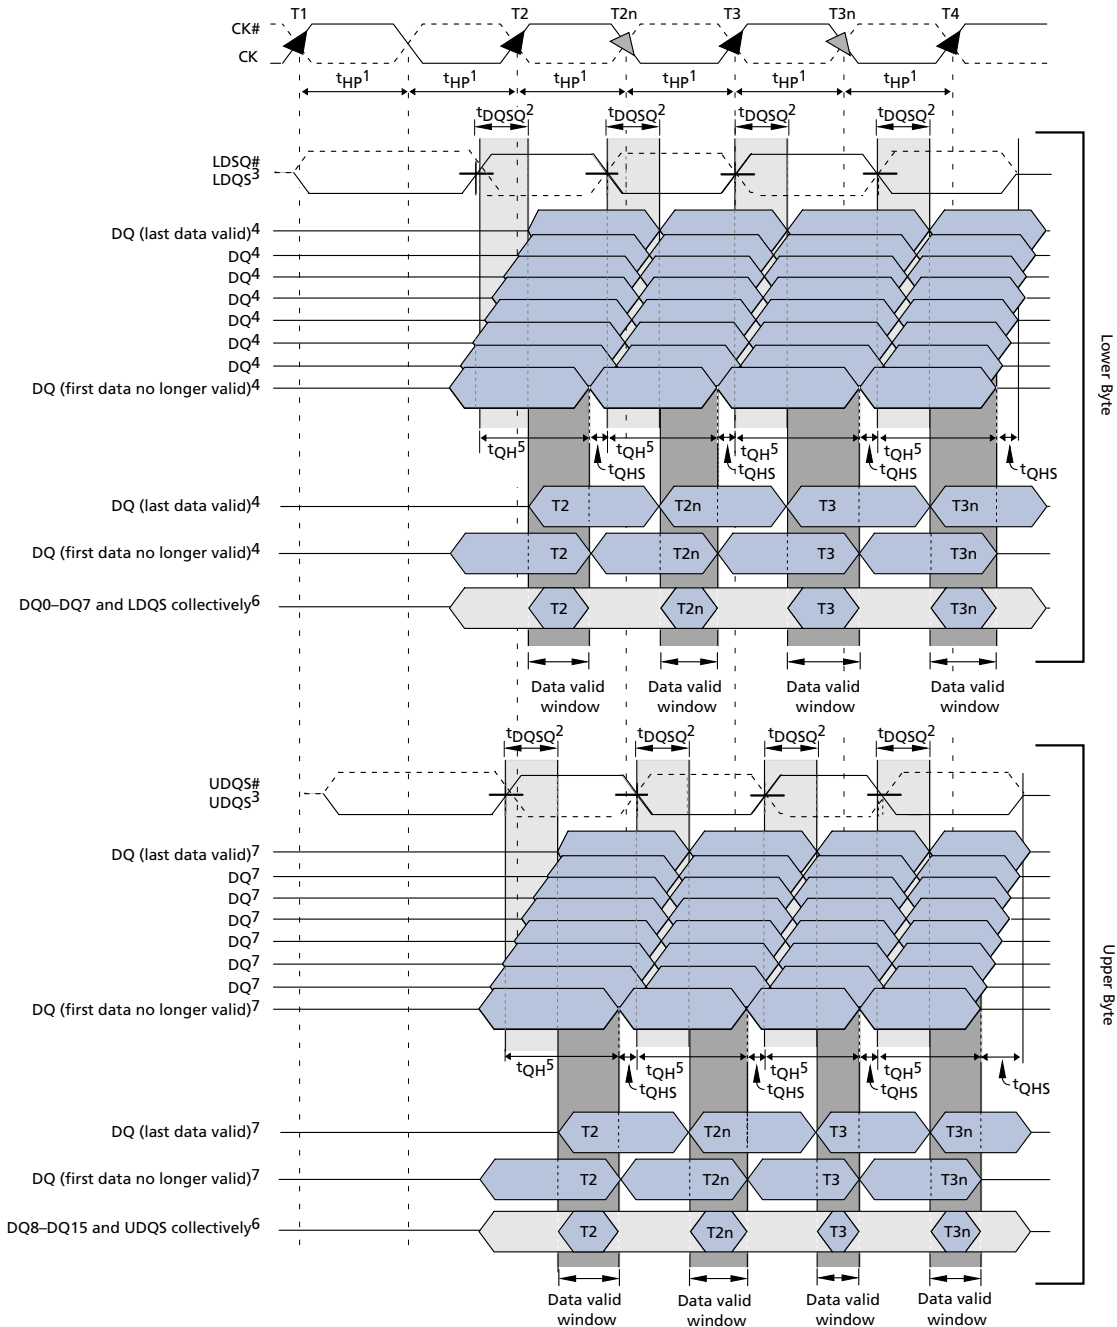 T1 T2 T2n T3 T3n T4
CK#
CK
tHP1 tHP1 tHP1 tHP1 tHP1 tHP1
tDQSQ2 tDQSQ2 tDQSQ2 tDQSQ2
LDSQ#
LDQS3
DQ (last data valid)4
DQ4
DQ4
DQ4
DQ4
DQ4
DQ4
DQ (first data no longer valid)4
Lower Byte
tQH5 tQH5 tQH5 tQH5
tQHS tQHS tQHS tQHS
DQ (last data valid)4 T2 T2n T3 T3n
DQ (first data no longer valid)4 T2 T2n T3 T3n
DQ0–DQ7 and LDQS collectively6 T2 T2n T3 T3n
Data valid Data valid Data valid Data valid
window window window window
tDQSQ2 tDQSQ2 tDQSQ2 tDQSQ2
UDQS#
UDQS3
DQ (last data valid)7
DQ7
DQ7
DQ7
DQ7
DQ7
DQ7
DQ (first data no longer valid)7
Upper Byte
tQH5 tQH5 tQH5 tQH5
tQHS tQHS tQHS tQHS
DQ (last data valid)7 T2 T2n T3 T3n
DQ (first data no longer valid)7 T2 T2n T3 T3n
DQ8–DQ15 and UDQS collectively6 T2 T2n T3 T3n
Data valid Data valid Data valid Data valid
window window window window